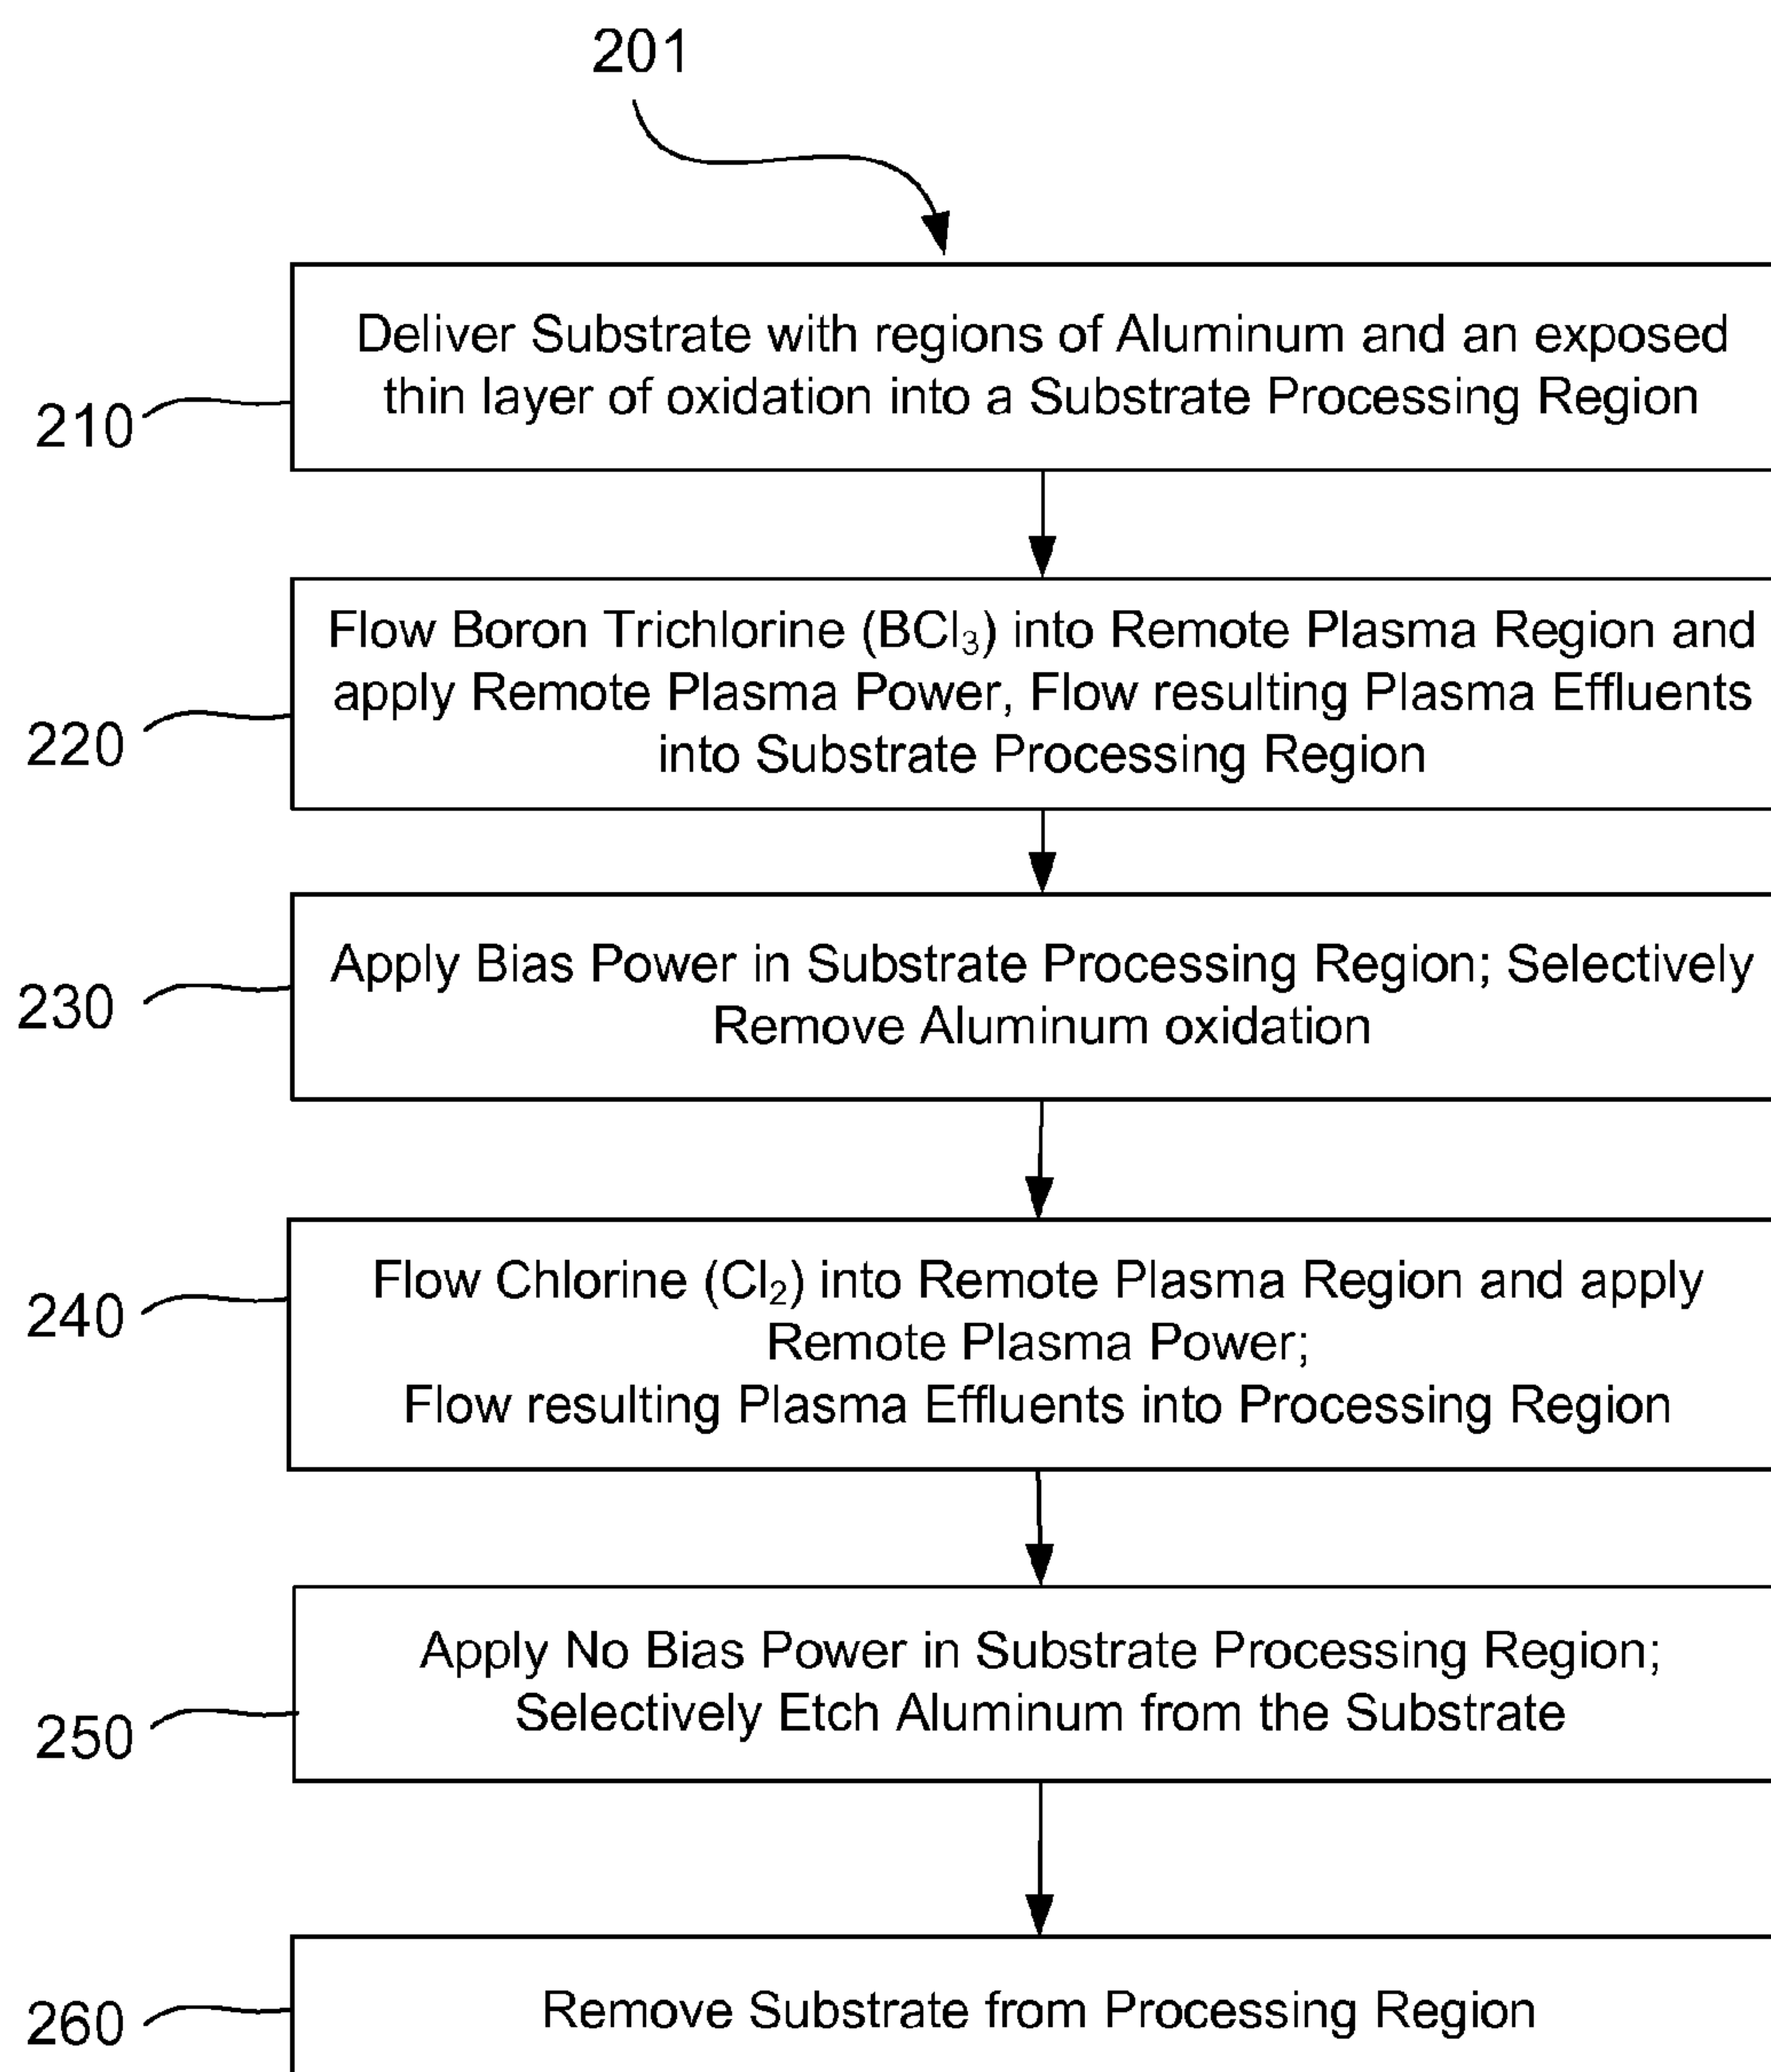 201
Deliver Substrate with regions of Aluminum and an exposed
thin layer of oxidation into a Substrate Processing Region
210
Flow Boron Trichlorine (BCl₃) into Remote Plasma Region and
apply Remote Plasma Power, Flow resulting Plasma Effluents
into Substrate Processing Region
220
Apply Bias Power in Substrate Processing Region; Selectively
Remove Aluminum oxidation
230
Flow Chlorine (Cl₂) into Remote Plasma Region and apply
Remote Plasma Power;
Flow resulting Plasma Effluents into Processing Region
240
Apply No Bias Power in Substrate Processing Region;
Selectively Etch Aluminum from the Substrate
250
Remove Substrate from Processing Region
260